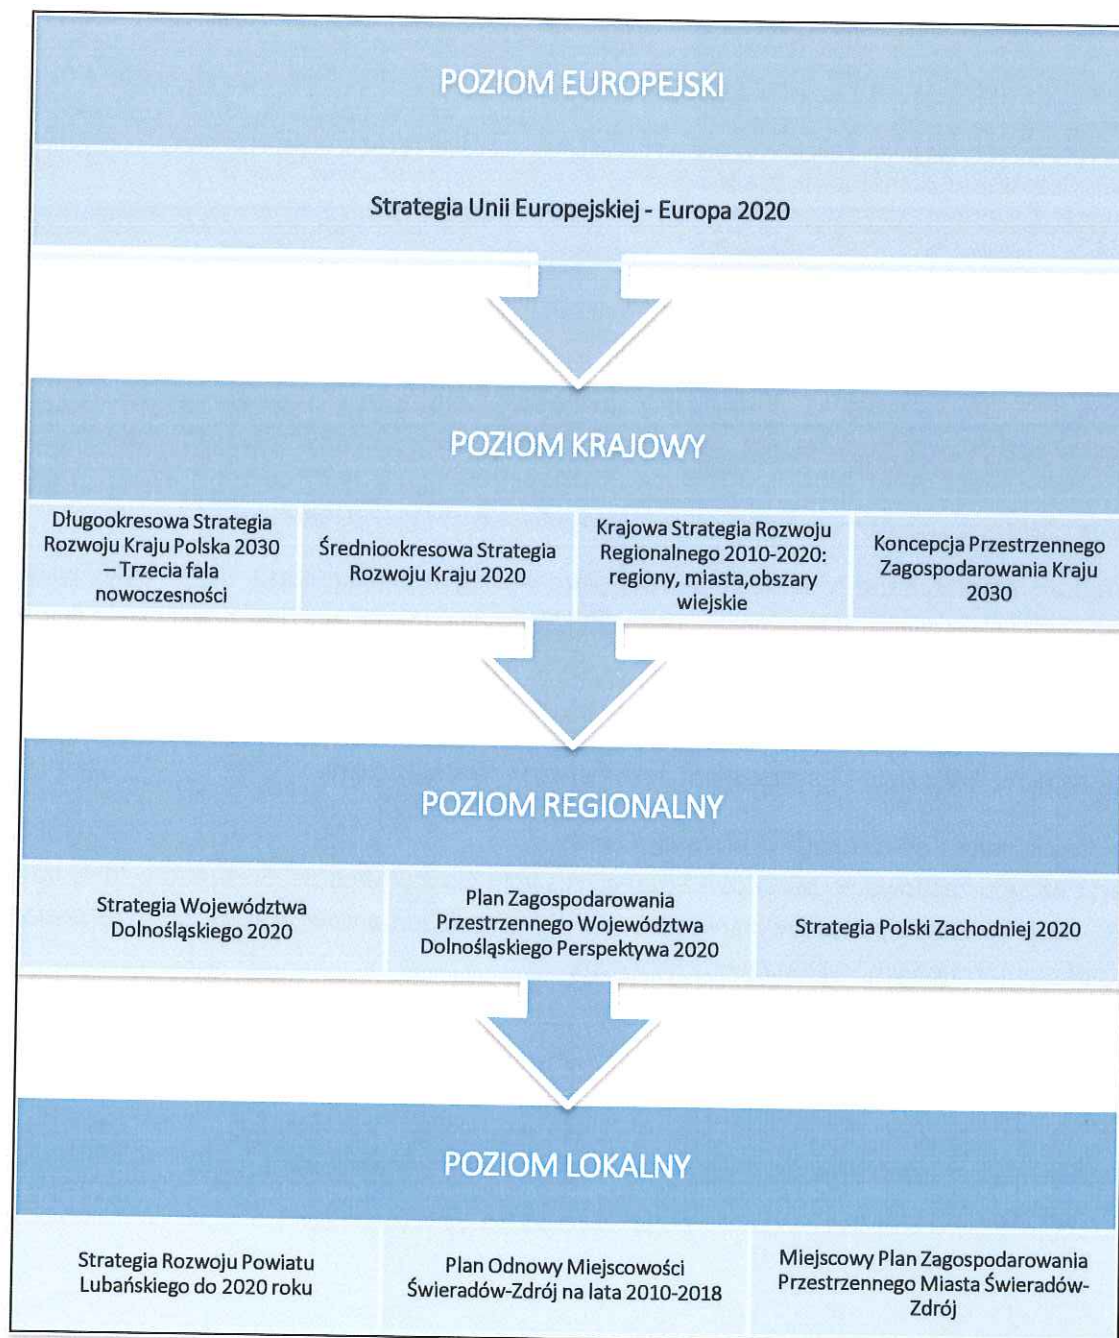 POZIOM EUROPEJSKI
Strategia Unii Europejskiej - Europa 2020
POZIOM KRAJOWY
Długookresowa Strategia
Rozwoju Kraju Polska 2030
– Trzecia fala
nowoczesności
Średniookresowa Strategia
Rozwoju Kraju 2020
Krajowa Strategia Rozwoju
Regionalnego 2010-2020:
regiony, miasta,obszary
wiejskie
Koncepcja Przestrzennego
Zagospodarowania Kraju
2030
POZIOM REGIONALNY
Strategia Województwa
Dolnośląskiego 2020
Plan Zagospodarowania
Przestrzennego Województwa
Dolnośląskiego Perspektywa 2020
Strategia Polski Zachodniej 2020
POZIOM LOKALNY
Strategia Rozwoju Powiatu
Lubańskiego do 2020 roku
Plan Odnowy Miejscowości
Świeradów-Zdrój na lata 2010-2018
Miejscowy Plan Zagospodarowania
Przestrzennego Miasta Świeradów-
Zdrój